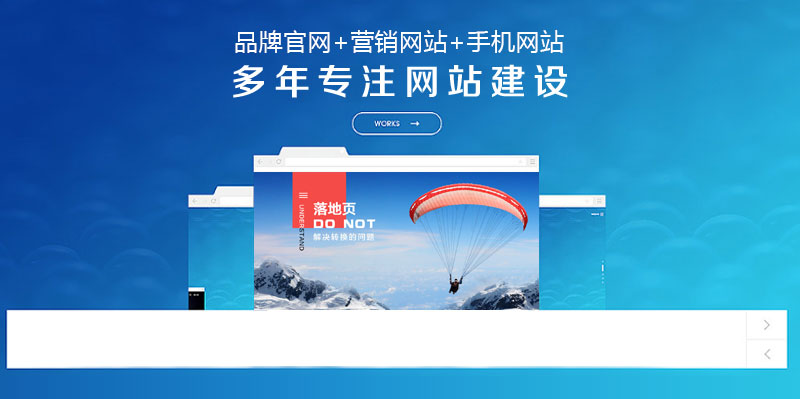 品牌官网+营销网站+手机网站
多年专注网站建设
WORKS
落地页
DO NOT
解决转换的问题
UNDERSTAND